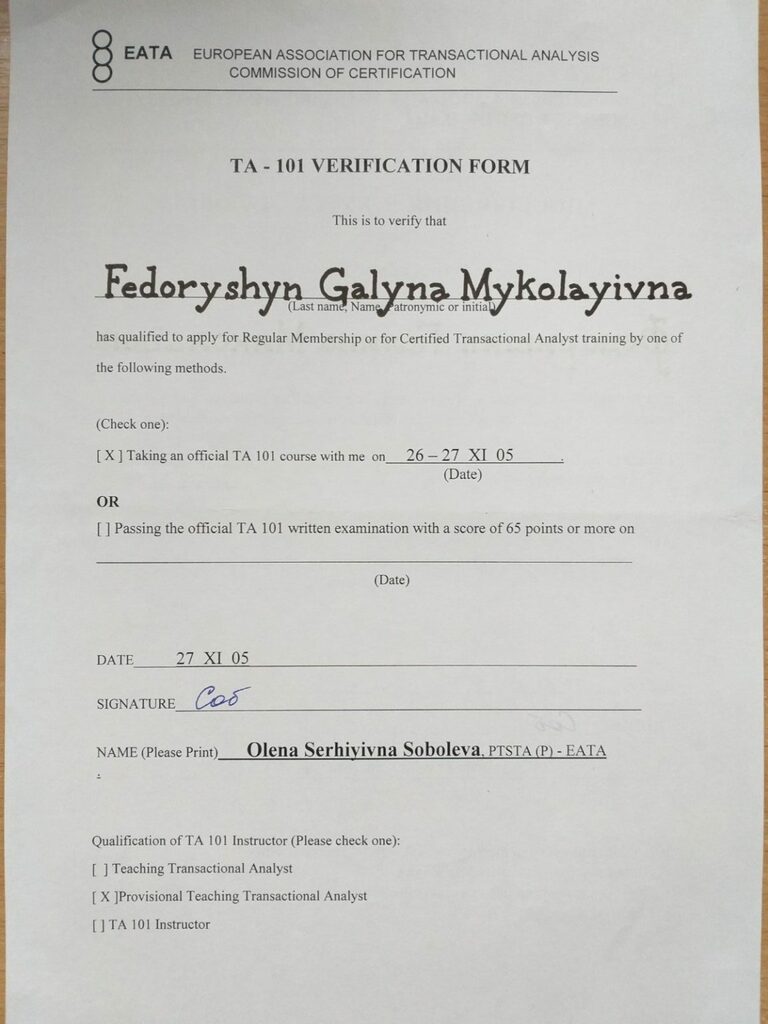 EATA EUROPEAN ASSOCIATION FOR TRANSACTIONAL ANALYSIS
COMMISSION OF CERTIFICATION
TA - 101 VERIFICATION FORM
This is to verify that
Fedoryshyn Galyna Mykolayivna
(Last name, Name, Patronymic or initial)
has qualified to apply for Regular Membership or for Certified Transactional Analyst training by one of
the following methods.
(Check one):
[ X ] Taking an official TA 101 course with me on 26 – 27 XI 05 .
(Date)
OR
[ ] Passing the official TA 101 written examination with a score of 65 points or more on
(Date)
DATE 27 XI 05
SIGNATURE Соб
NAME (Please Print) Olena Serhiyivna Soboleva, PTSTA (P) - EATA
.
Qualification of TA 101 Instructor (Please check one):
[ ] Teaching Transactional Analyst
[ X ]Provisional Teaching Transactional Analyst
[ ] TA 101 Instructor